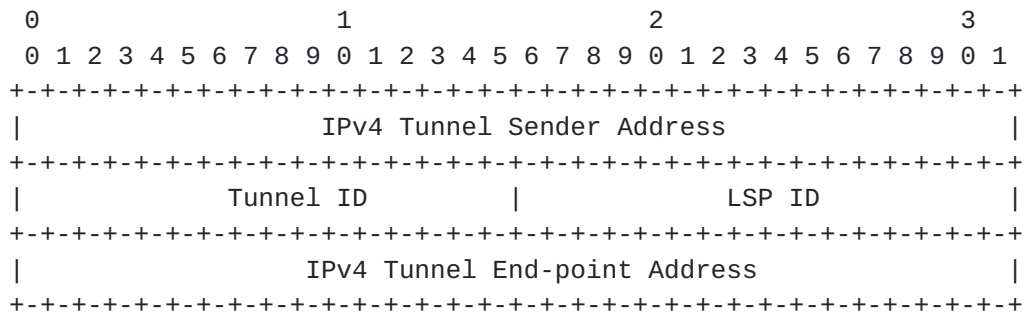 0                   1                   2                   3
 0 1 2 3 4 5 6 7 8 9 0 1 2 3 4 5 6 7 8 9 0 1 2 3 4 5 6 7 8 9 0 1
+-+-+-+-+-+-+-+-+-+-+-+-+-+-+-+-+-+-+-+-+-+-+-+-+-+-+-+-+-+-+-+-+
|                   IPv4 Tunnel Sender Address                  |
+-+-+-+-+-+-+-+-+-+-+-+-+-+-+-+-+-+-+-+-+-+-+-+-+-+-+-+-+-+-+-+-+
|             Tunnel ID         |             LSP ID            |
+-+-+-+-+-+-+-+-+-+-+-+-+-+-+-+-+-+-+-+-+-+-+-+-+-+-+-+-+-+-+-+-+
|                  IPv4 Tunnel End-point Address                |
+-+-+-+-+-+-+-+-+-+-+-+-+-+-+-+-+-+-+-+-+-+-+-+-+-+-+-+-+-+-+-+-+